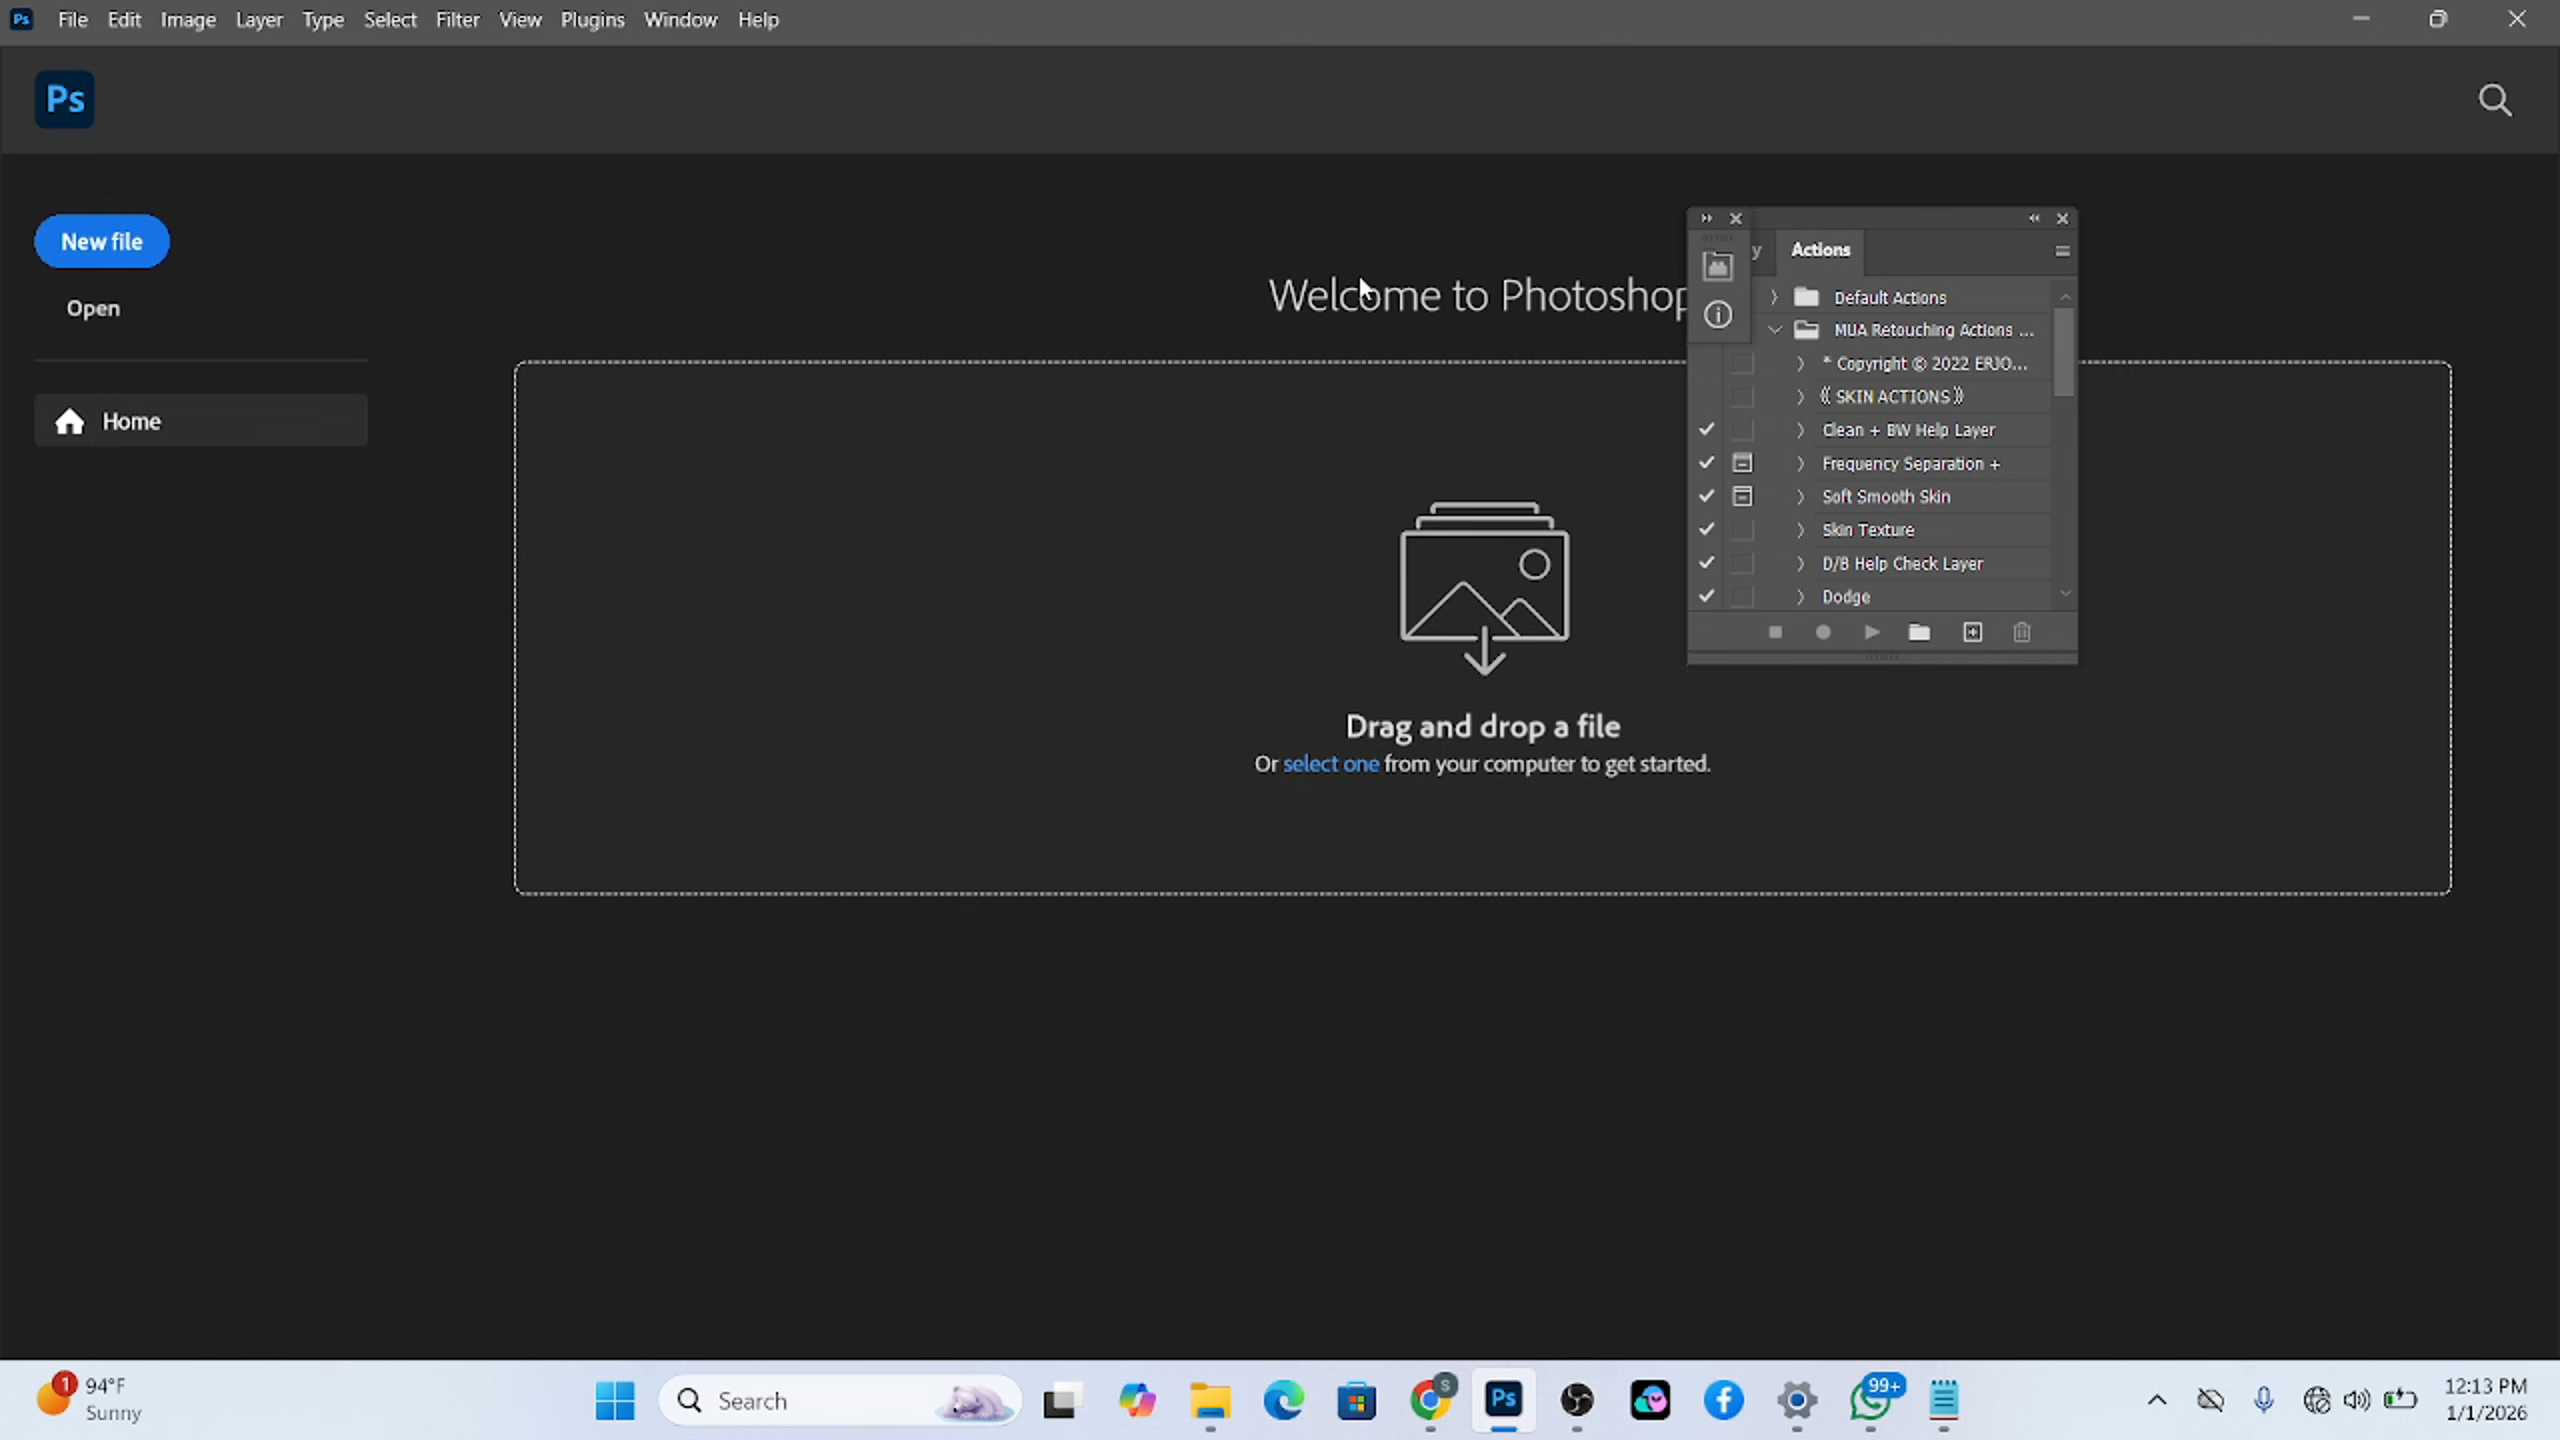 Ps File Edit Image Layer Type Select Filter View Plugins Window Help
Ps
New file
Open
Home
Welcome to Photoshop
y Actions
Default Actions
MUA Retouching Actions ...
* Copyright © 2022 ERJO...
⟪ SKIN ACTIONS ⟫
Clean + BW Help Layer
Frequency Separation +
Soft Smooth Skin
Skin Texture
D/B Help Check Layer
Dodge
Drag and drop a file
Or select one from your computer to get started.
1
94°F
Sunny
Search
S
Ps
99+
12:13 PM
1/1/2026